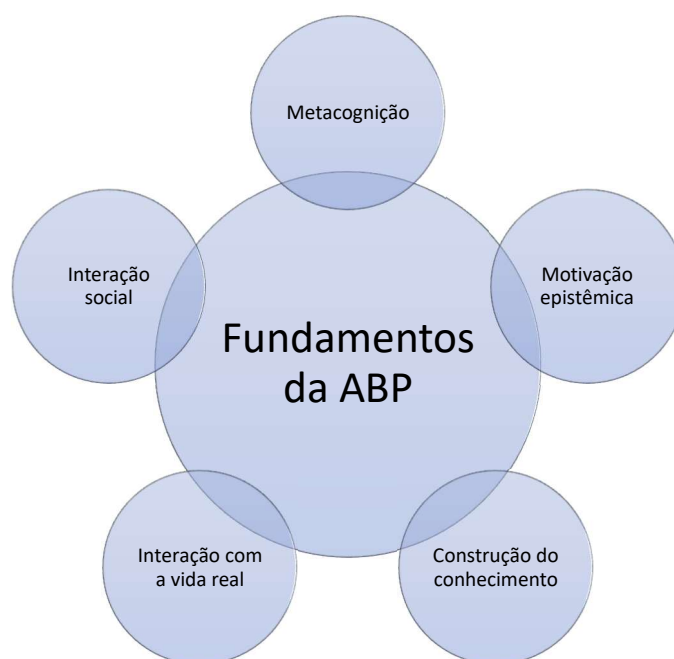 Metacognição
Interação
social
Motivação
epistêmica
Fundamentos
da ABP
Interação com
a vida real
Construção do
conhecimento